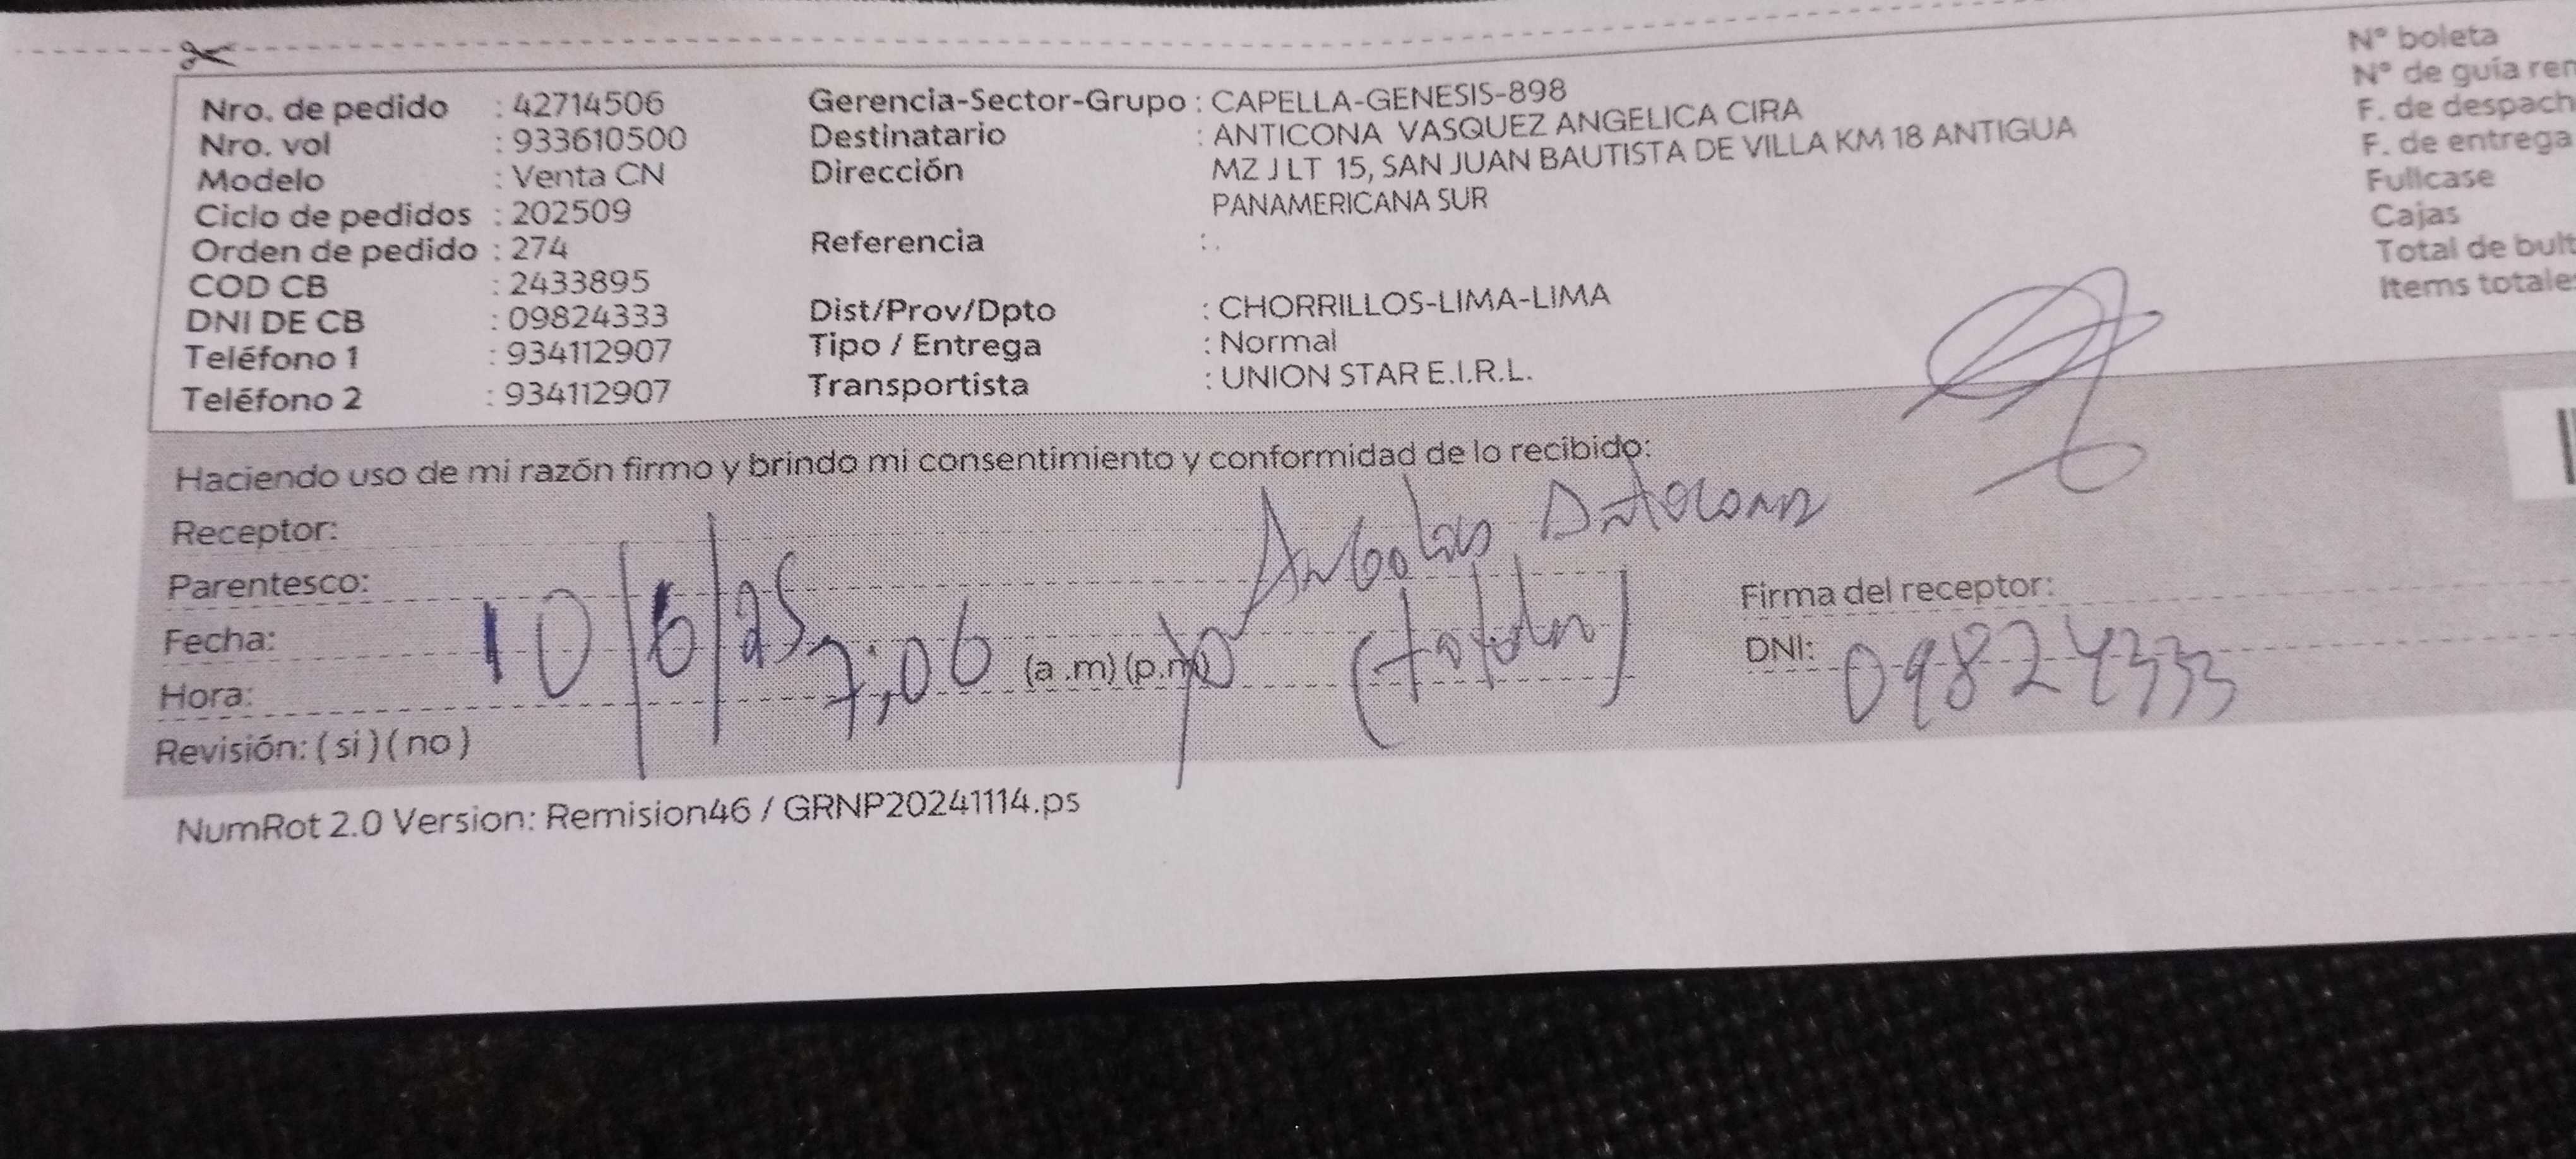 Nro. de pedido : 42714506
Nro. vol : 933610500
Modelo : Venta CN
Ciclo de pedidos : 202509
Orden de pedido : 274
COD CB : 2433895
DNI DE CB : 09824333
Teléfono 1 : 934112907
Teléfono 2 : 934112907
Gerencia-Sector-Grupo : CAPELLA-GENESIS-898
Destinatario : ANTICONA VASQUEZ ANGELICA CIRA
Dirección MZ J LT 15, SAN JUAN BAUTISTA DE VILLA KM 18 ANTIGUA
PANAMERICANA SUR
Referencia : .
Dist/Prov/Dpto : CHORRILLOS-LIMA-LIMA
Tipo / Entrega : Normal
Transportista : UNION STAR E.I.R.L.
N° boleta
N° de guía
F. de
F. de entrega
Fullcase
Cajas
Total de
Items
Haciendo uso de mi razón firmo y brindo mi consentimiento y conformidad de lo recibido:
Receptor:
Parentesco:
Fecha: 10/6/25
Hora: 7:06 (a .m) (p.m)
Revisión: ( si ) ( no )
(titular)
Firma del receptor:
DNI: 09824333
NumRot 2.0 Version: Remision46 / GRNP20241114.ps